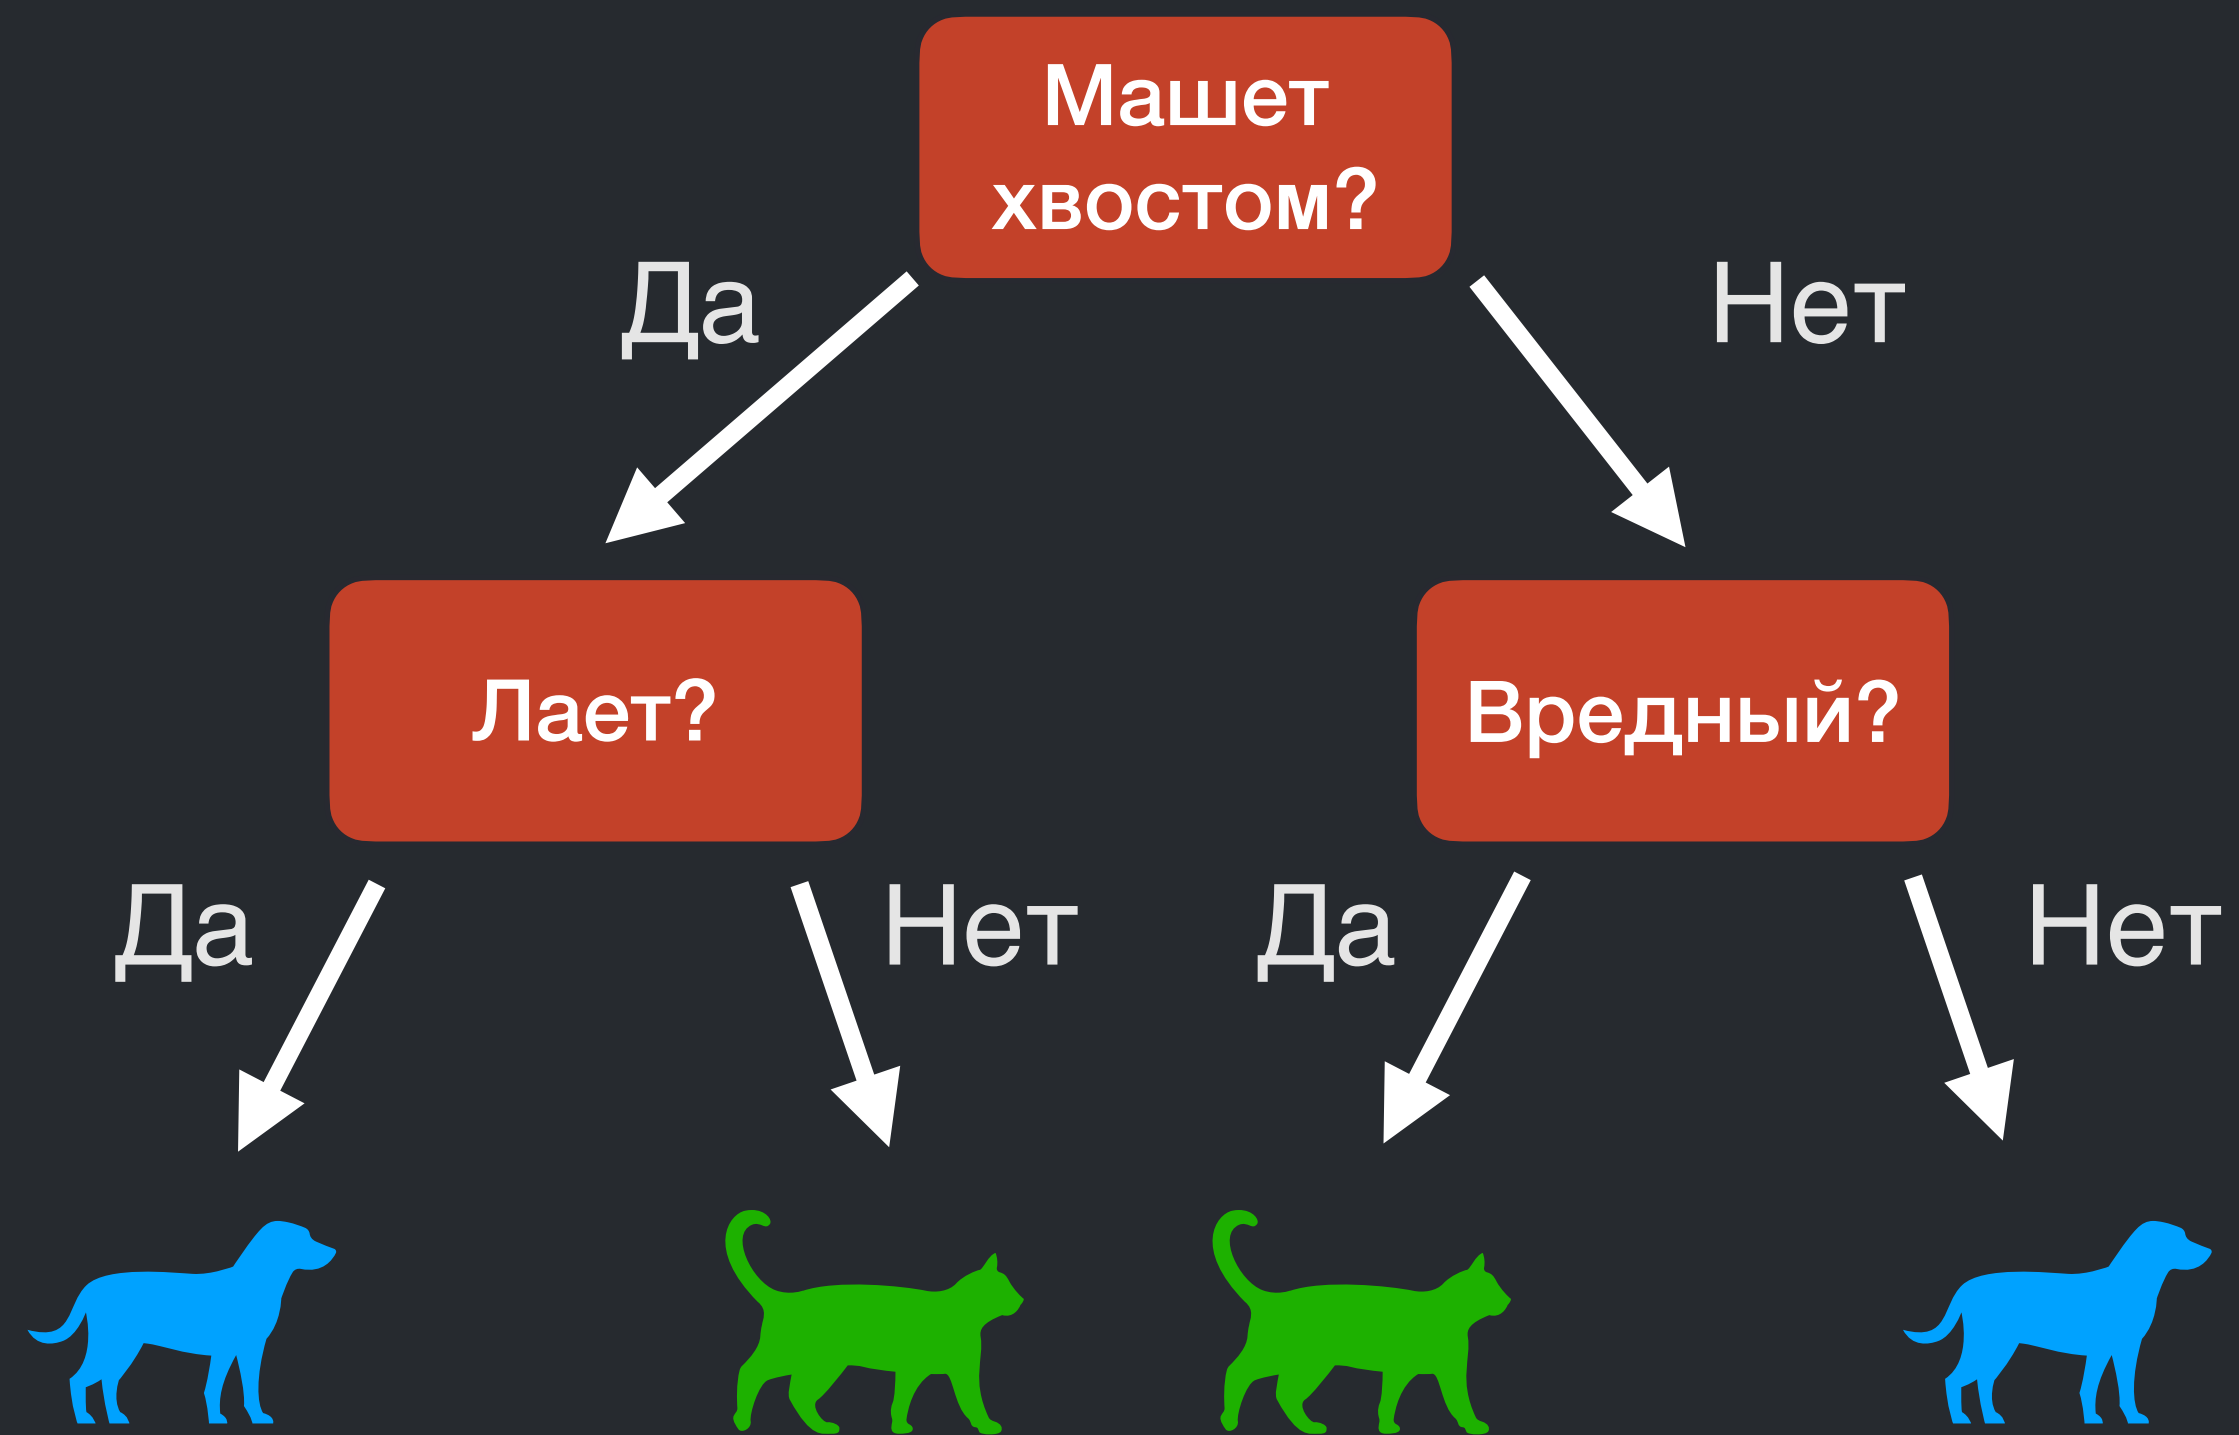 Машет
хвостом?
Да
Нет
Лает?
Вредный?
Да
Нет
Да
Нет